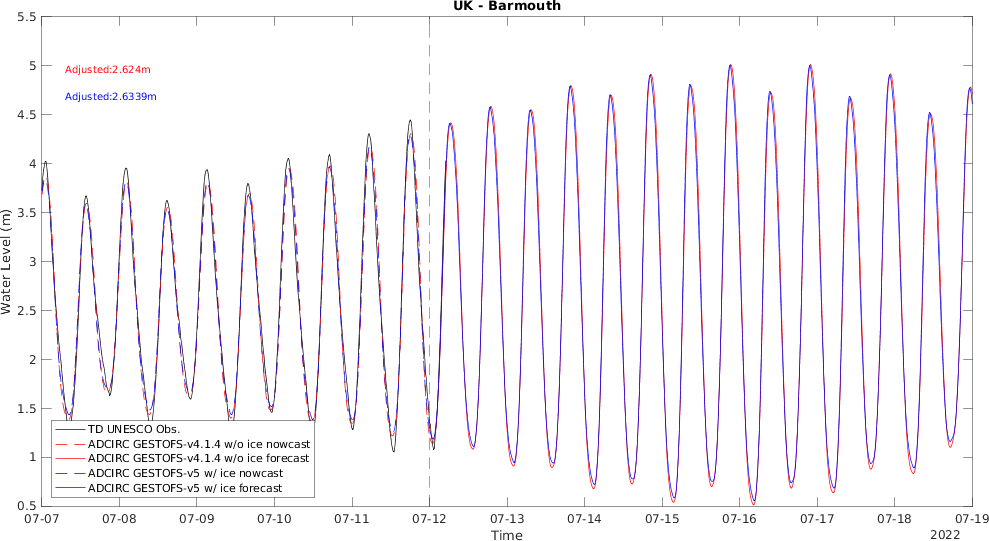 UK - Barmouth
5.5
5
4.5
4
3.5
3
2.5
2
1.5
1
0.5
Water Level (m)
Adjusted:2.624m
Adjusted:2.6339m
TD UNESCO Obs.
ADCIRC GESTOFS-v4.1.4 w/o ice nowcast
ADCIRC GESTOFS-v4.1.4 w/o ice forecast
ADCIRC GESTOFS-v5 w/ ice nowcast
ADCIRC GESTOFS-v5 w/ ice forecast
07-07 07-08 07-09 07-10 07-11 07-12 07-13 07-14 07-15 07-16 07-17 07-18 07-19
Time
2022